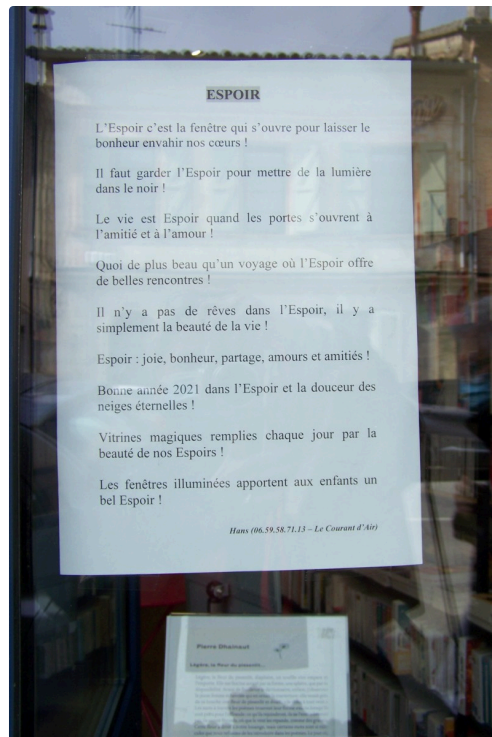 ESPOIR
L'Espoir c'est la fenêtre qui s'ouvre pour laisser le
bonheur envahir nos cœurs !
Il faut garder l'Espoir pour mettre de la lumière
dans le noir !
Le vie est Espoir quand les portes s'ouvrent à
l'amitié et à l'amour !
Quoi de plus beau qu'un voyage où l'Espoir offre
de belles rencontres !
Il n'y a pas de rêves dans l'Espoir, il y a
simplement la beauté de la vie !
Espoir : joie, bonheur, partage, amours et amitiés !
Bonne année 2021 dans l'Espoir et la douceur des
neiges éternelles !
Vitrines magiques remplies chaque jour par la
beauté de nos Espoirs !
Les fenêtres illuminées apportent aux enfants un
bel Espoir !
Hans (06.59.58.71.13 – Le Courant d'Air)
Pierre Dhainaut